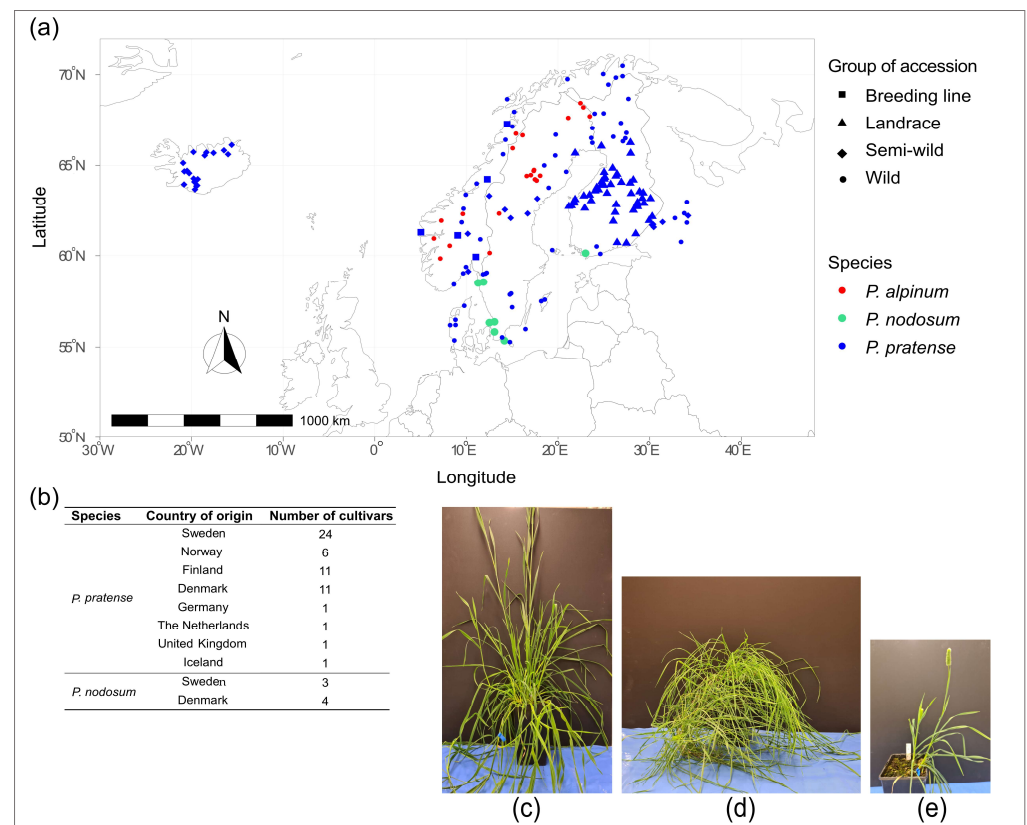 (a)
70°N
65°N
60°N
55°N
50°N
Latitude
N
1000 km
30°W 20°W 10°W 0° 10°E 20°E 30°E 40°E
Longitude
Group of accession
Breeding line
Landrace
Semi-wild
Wild
Species
P. alpinum
P. nodosum
P. pratense
(b)
Species Country of origin Number of cultivars
P. pratense
Sweden 24
Norway 6
Finland 11
Denmark 11
Germany 1
The Netherlands 1
United Kingdom 1
Iceland 1
P. nodosum
Sweden 3
Denmark 4
(c)
(d)
(e)